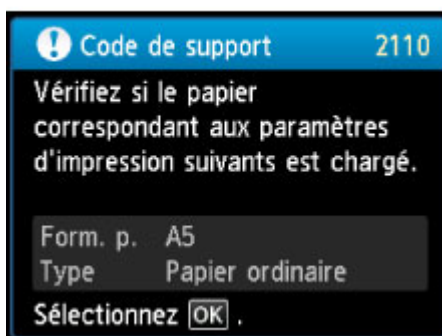 Code de support 2110
Vérifiez si le papier
correspondant aux paramètres
d'impression suivants est chargé.
Form. p. A5
Type Papier ordinaire
Sélectionnez OK .